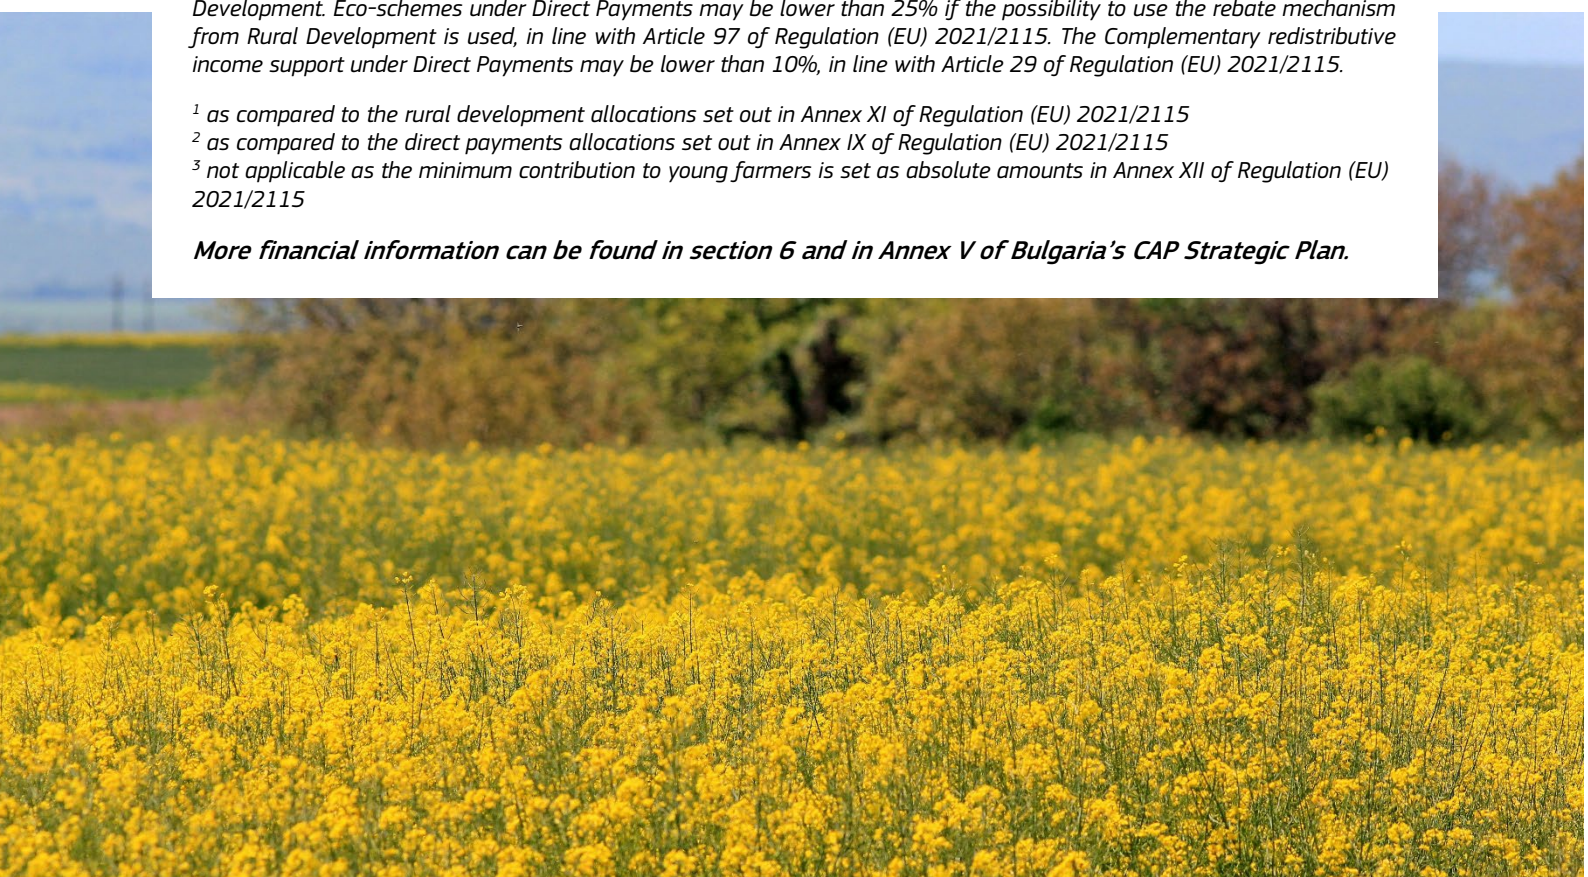 Development. Eco-schemes under Direct Payments may be lower than 25% if the possibility to use the rebate mechanism
from Rural Development is used, in line with Article 97 of Regulation (EU) 2021/2115. The Complementary redistributive
income support under Direct Payments may be lower than 10%, in line with Article 29 of Regulation (EU) 2021/2115.
¹ as compared to the rural development allocations set out in Annex XI of Regulation (EU) 2021/2115
² as compared to the direct payments allocations set out in Annex IX of Regulation (EU) 2021/2115
³ not applicable as the minimum contribution to young farmers is set as absolute amounts in Annex XII of Regulation (EU)
2021/2115
More financial information can be found in section 6 and in Annex V of Bulgaria’s CAP Strategic Plan.